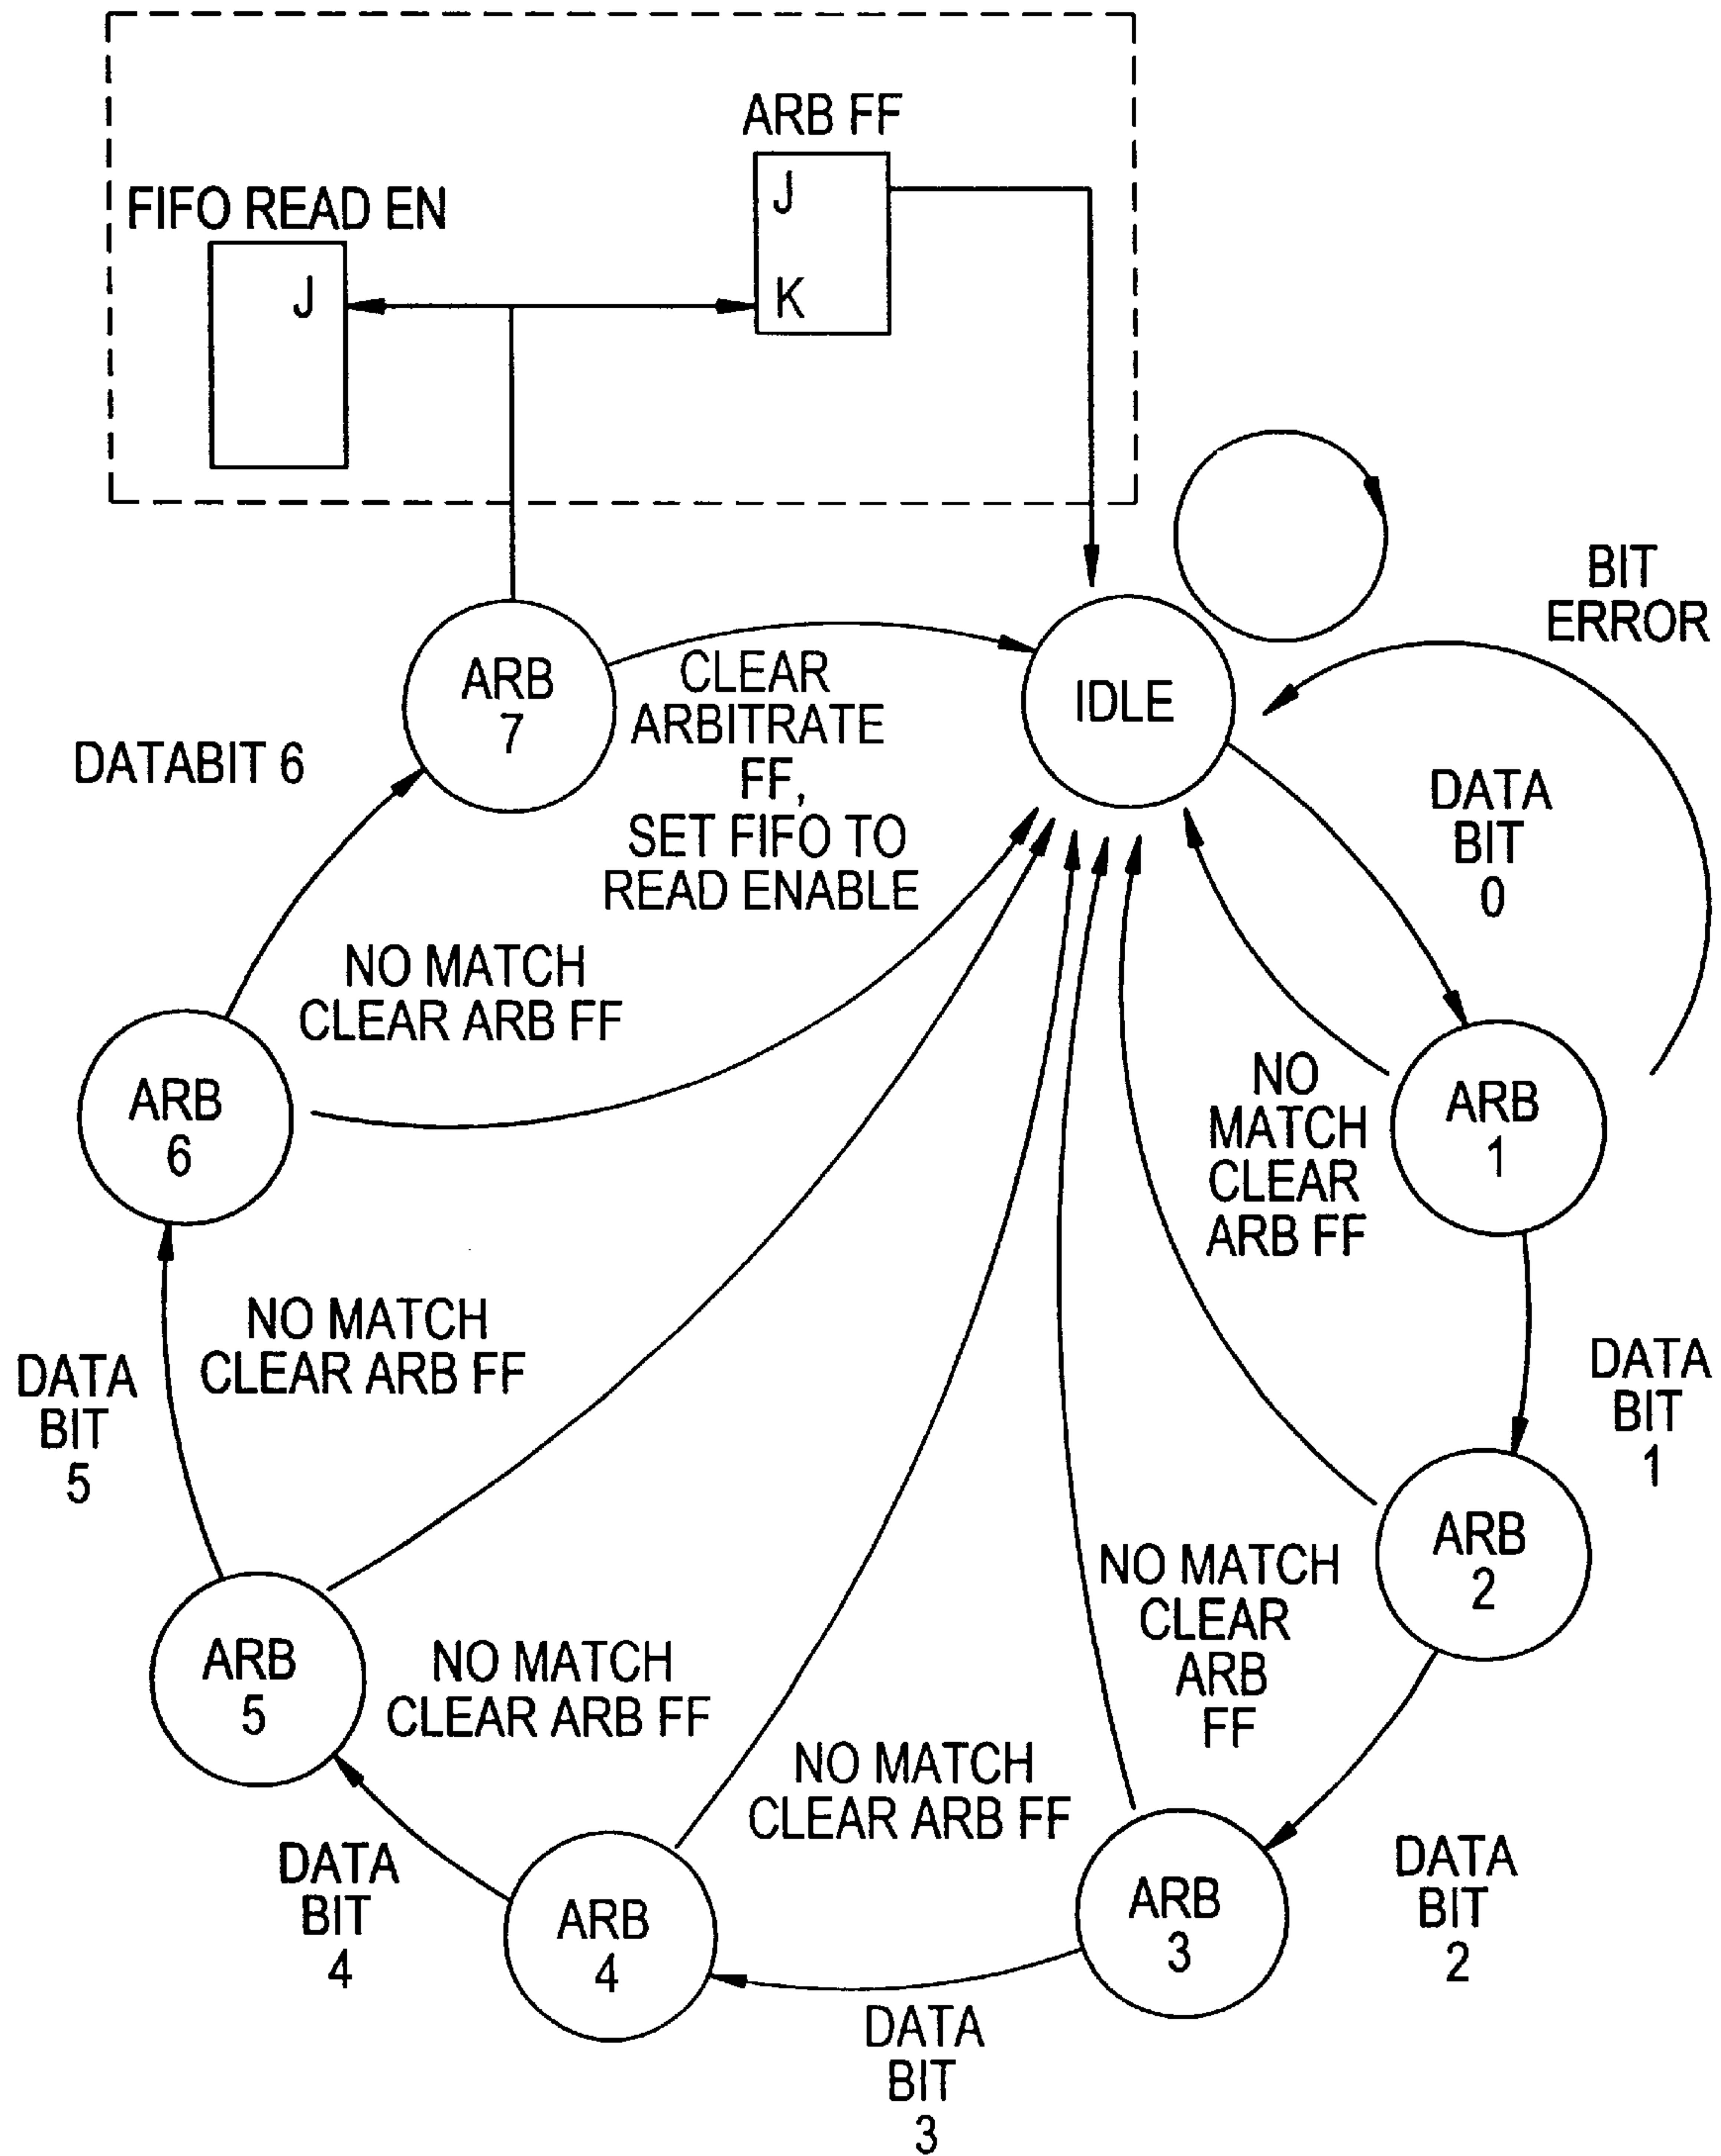 ARB FF
J
K
FIFO READ EN
J
BIT
ERROR
ARB
7
CLEAR
ARBITRATE
FF,
SET FIFO TO
READ ENABLE
IDLE
DATABIT 6
DATA
BIT
0
NO MATCH
CLEAR ARB FF
ARB
6
NO
MATCH
CLEAR
ARB FF
ARB
1
NO MATCH
CLEAR ARB FF
DATA
BIT
5
DATA
BIT
1
ARB
2
NO MATCH
CLEAR
ARB
FF
ARB
5
NO MATCH
CLEAR ARB FF
NO MATCH
CLEAR ARB FF
DATA
BIT
4
ARB
4
ARB
3
DATA
BIT
2
DATA
BIT
3